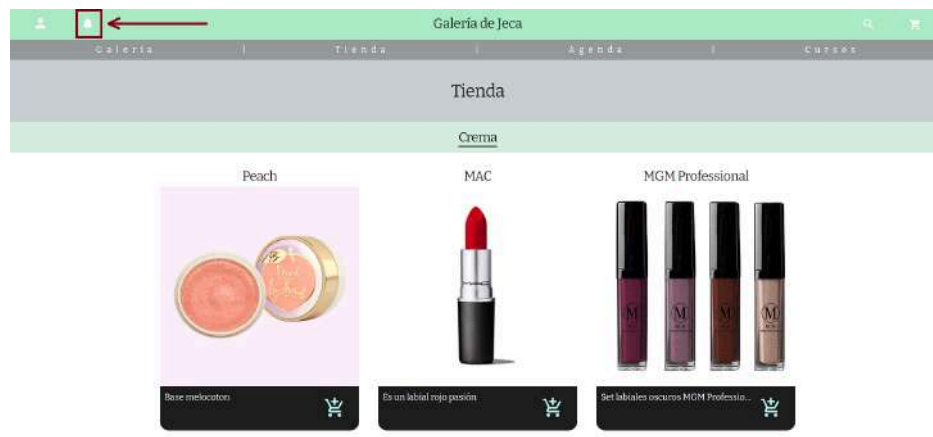 Galería de Jeca
Galería | Tienda | Agenda | Cursos
Tienda
Crema
Peach
MAC
MGM Professional
M
M
M
M
Base melocoton
Es un labial rojo pasión
Set labiales oscuros MGM Professio...